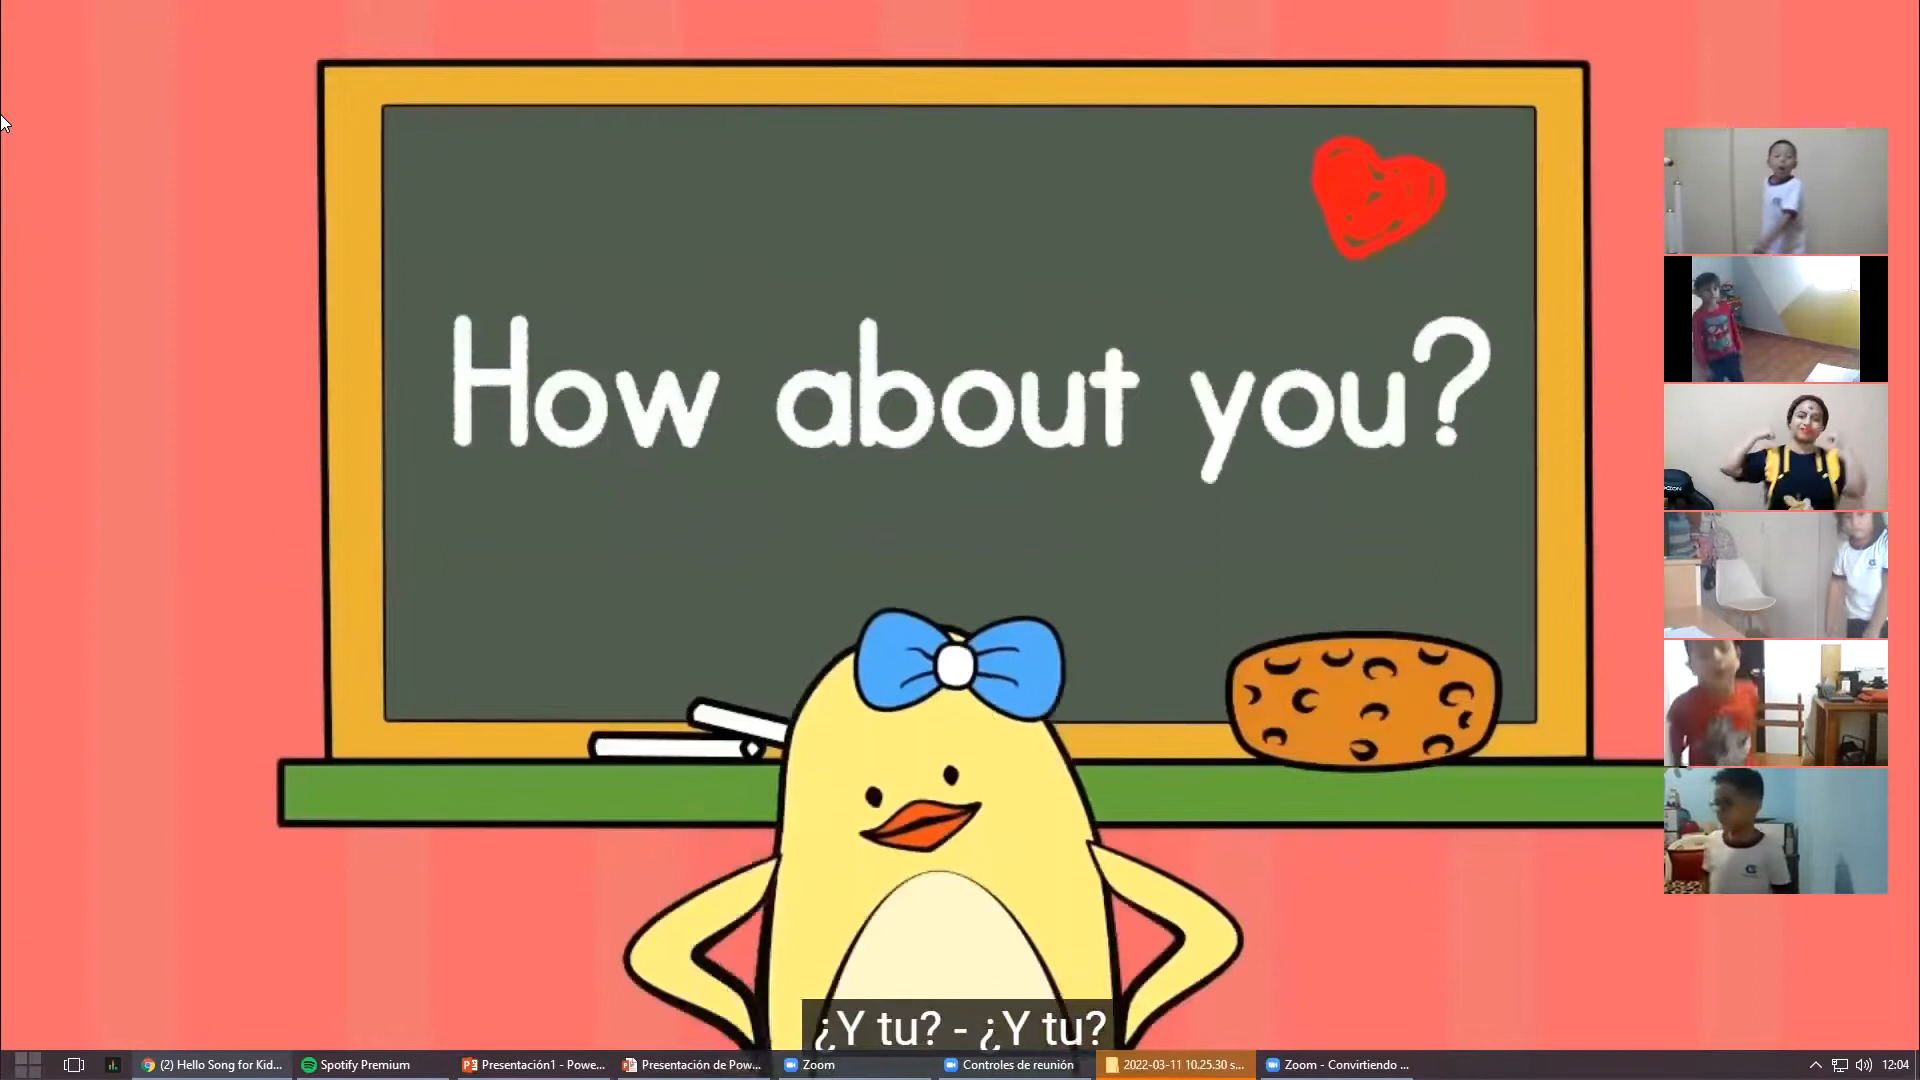 How about you?
¿Y tu? - ¿Y tu?
(2) Hello Song for Kid...
Spotify Premium
Presentación1 - Powe...
Presentación de Pow...
Zoom
Controles de reunión
2022-03-11 10.25.30 s...
Zoom - Convirtiendo ...
12:04